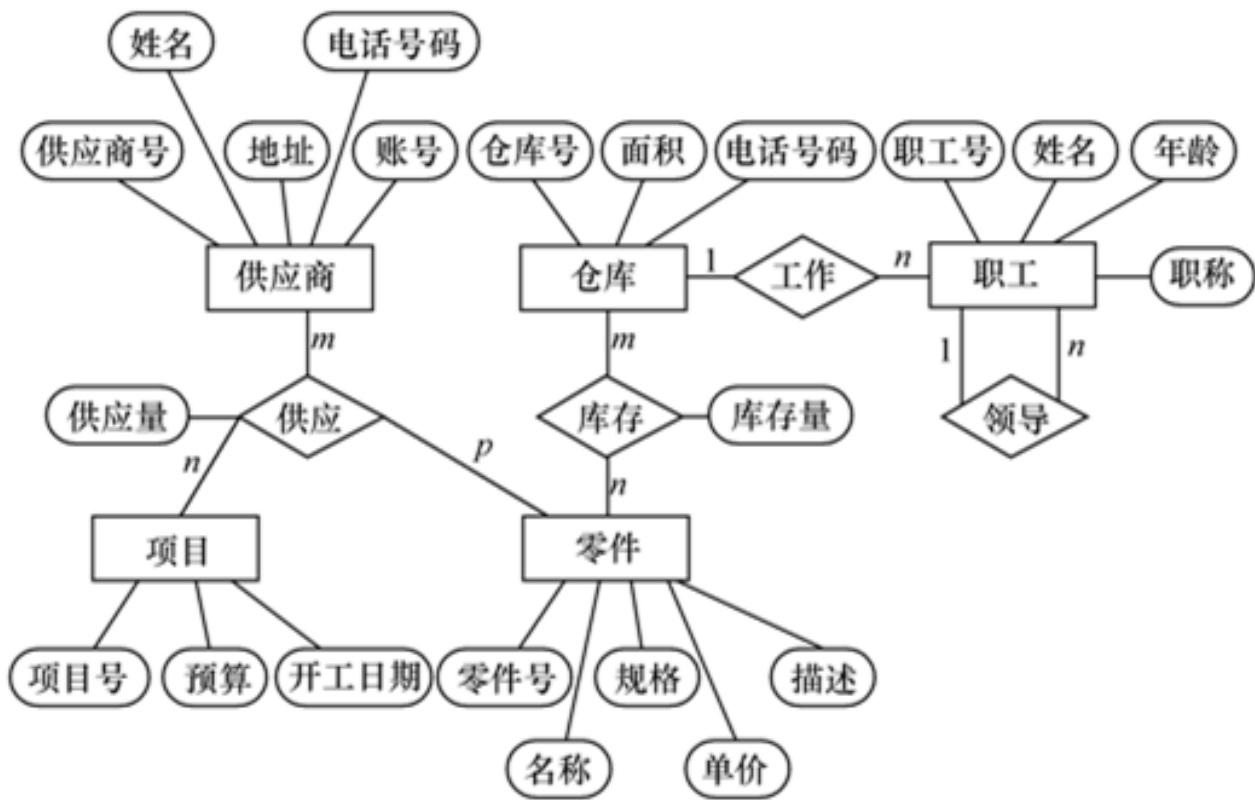 姓名 电话号码
供应商号 地址 账号 仓库号 面积 电话号码 职工号 姓名 年龄
供应商 仓库 1 工作 n 职工 职称
m m 1 n
供应量 供应 库存 库存量 领导
n p n
项目 零件
项目号 预算 开工日期 零件号 规格 描述
名称 单价